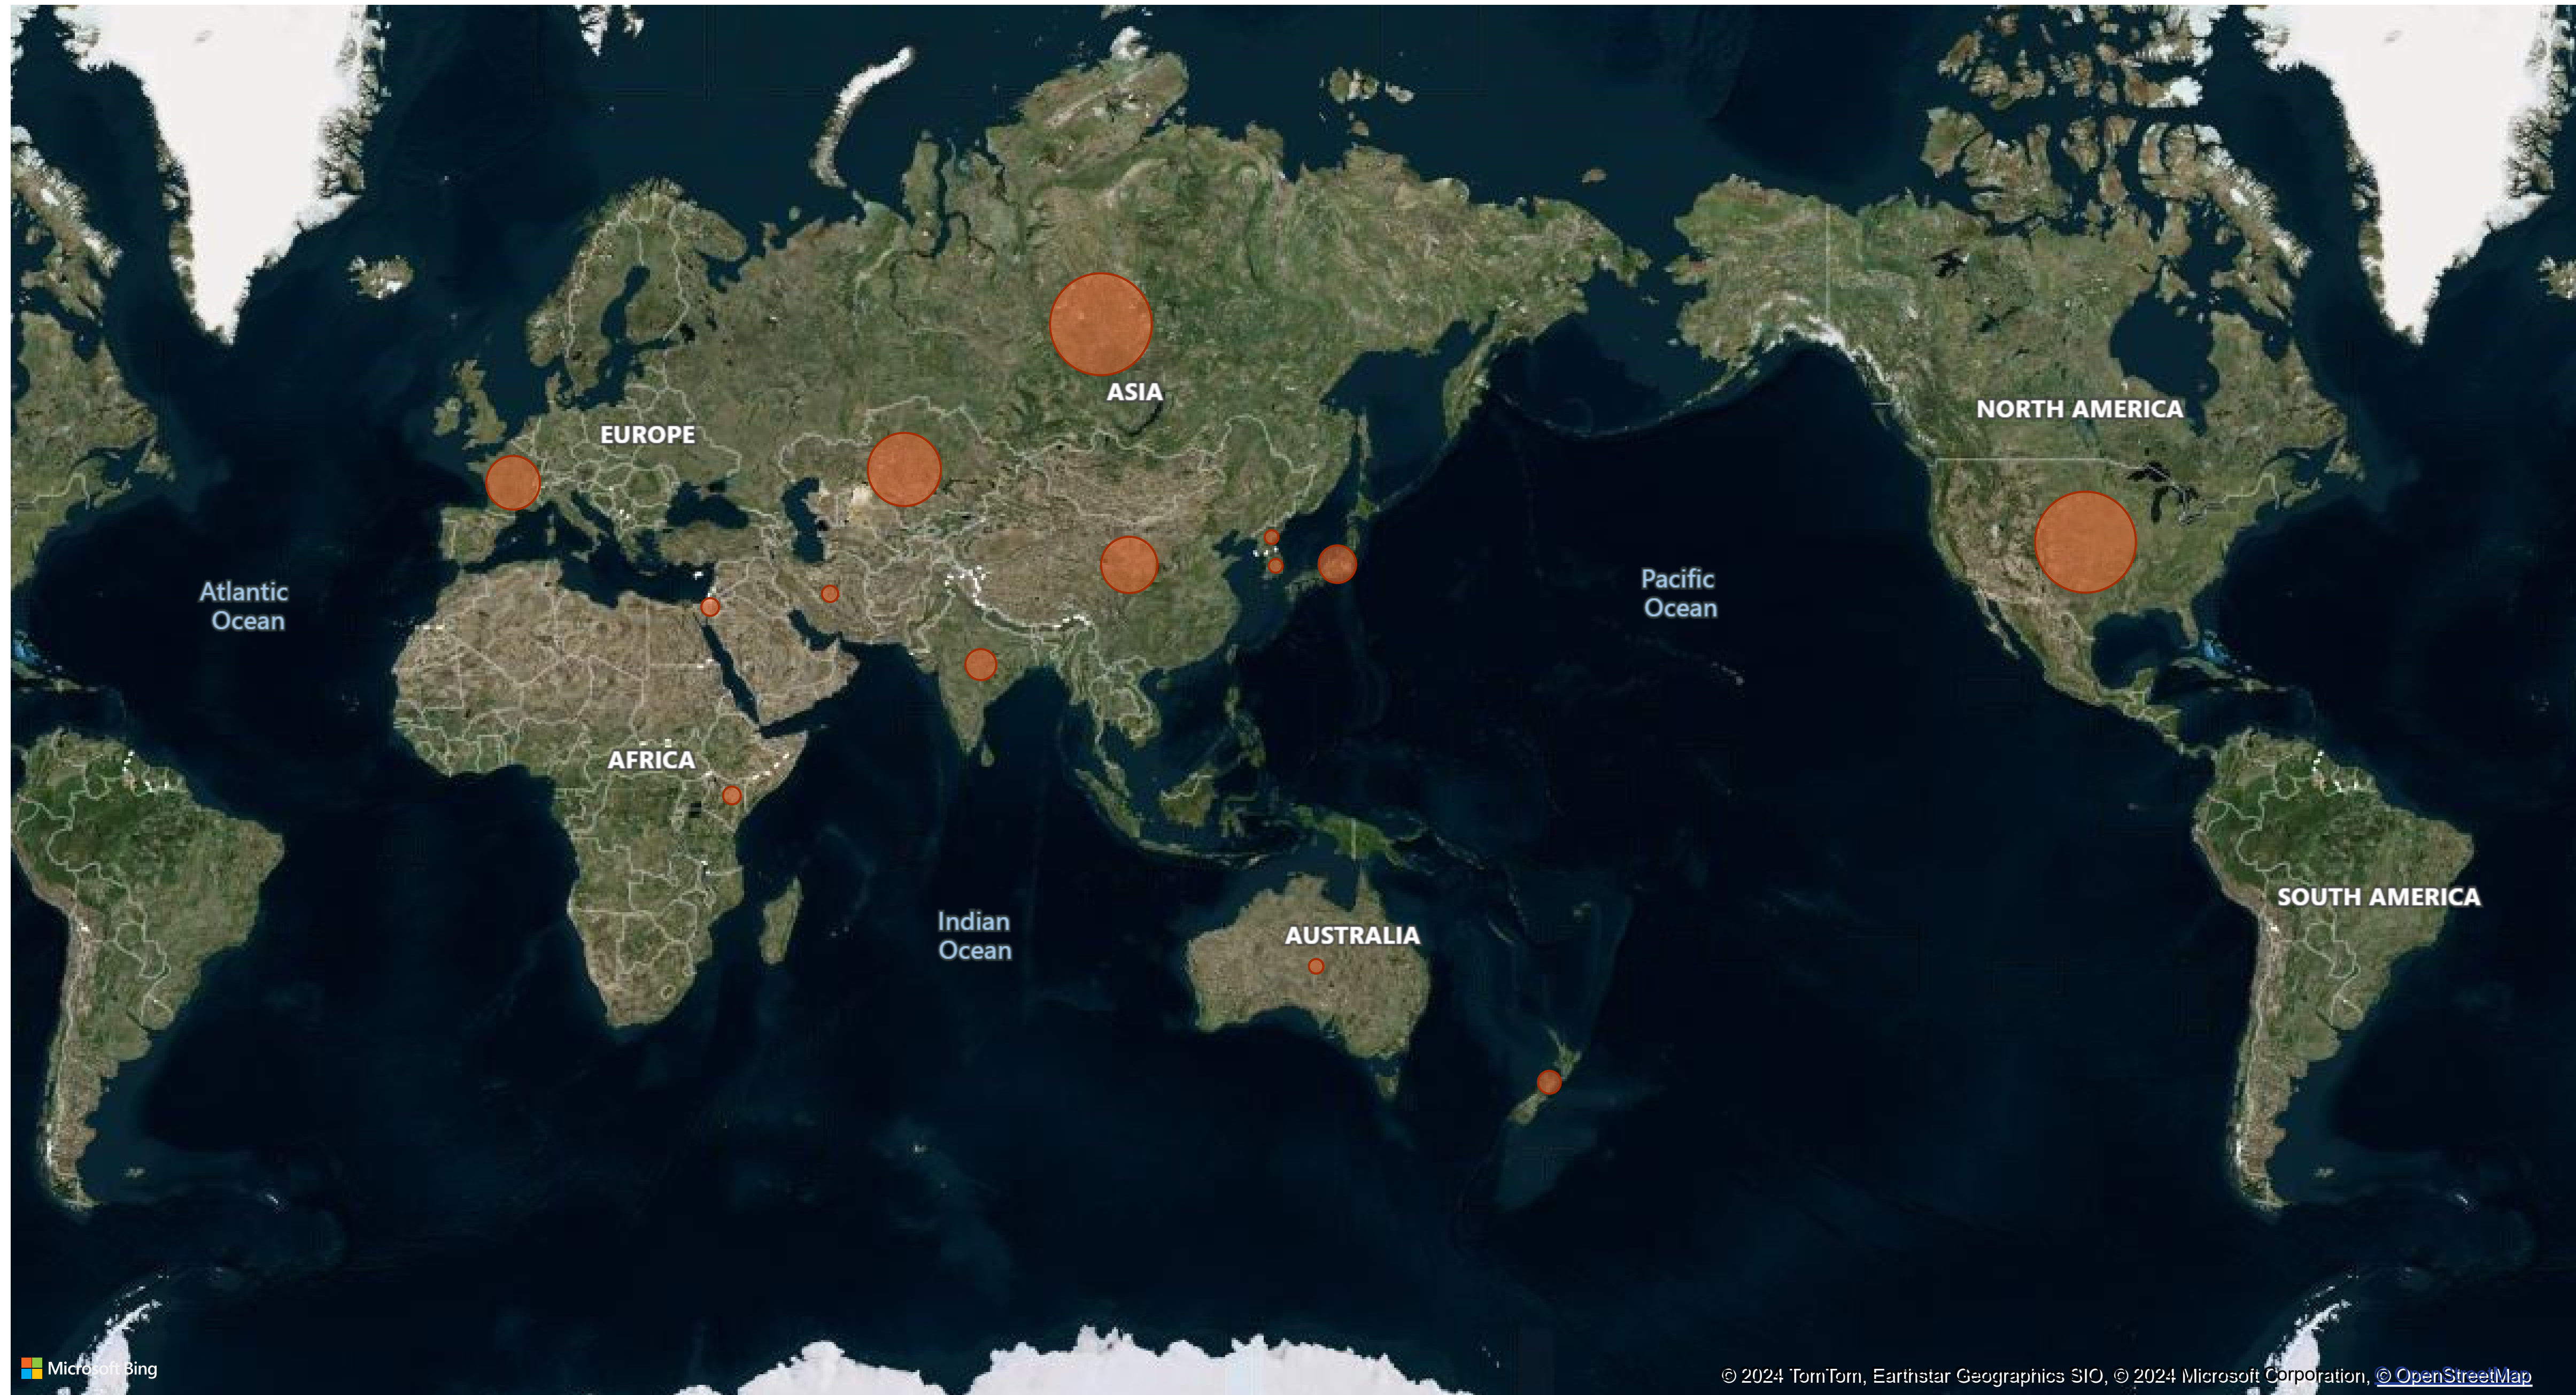 ASIA
NORTH AMERICA
EUROPE
Atlantic
Ocean
Pacific
Ocean
AFRICA
SOUTH AMERICA
Indian
Ocean
AUSTRALIA
Microsoft Bing
© 2024 TomTom, Earthstar Geographics SIO, © 2024 Microsoft Corporation, © OpenStreetMap